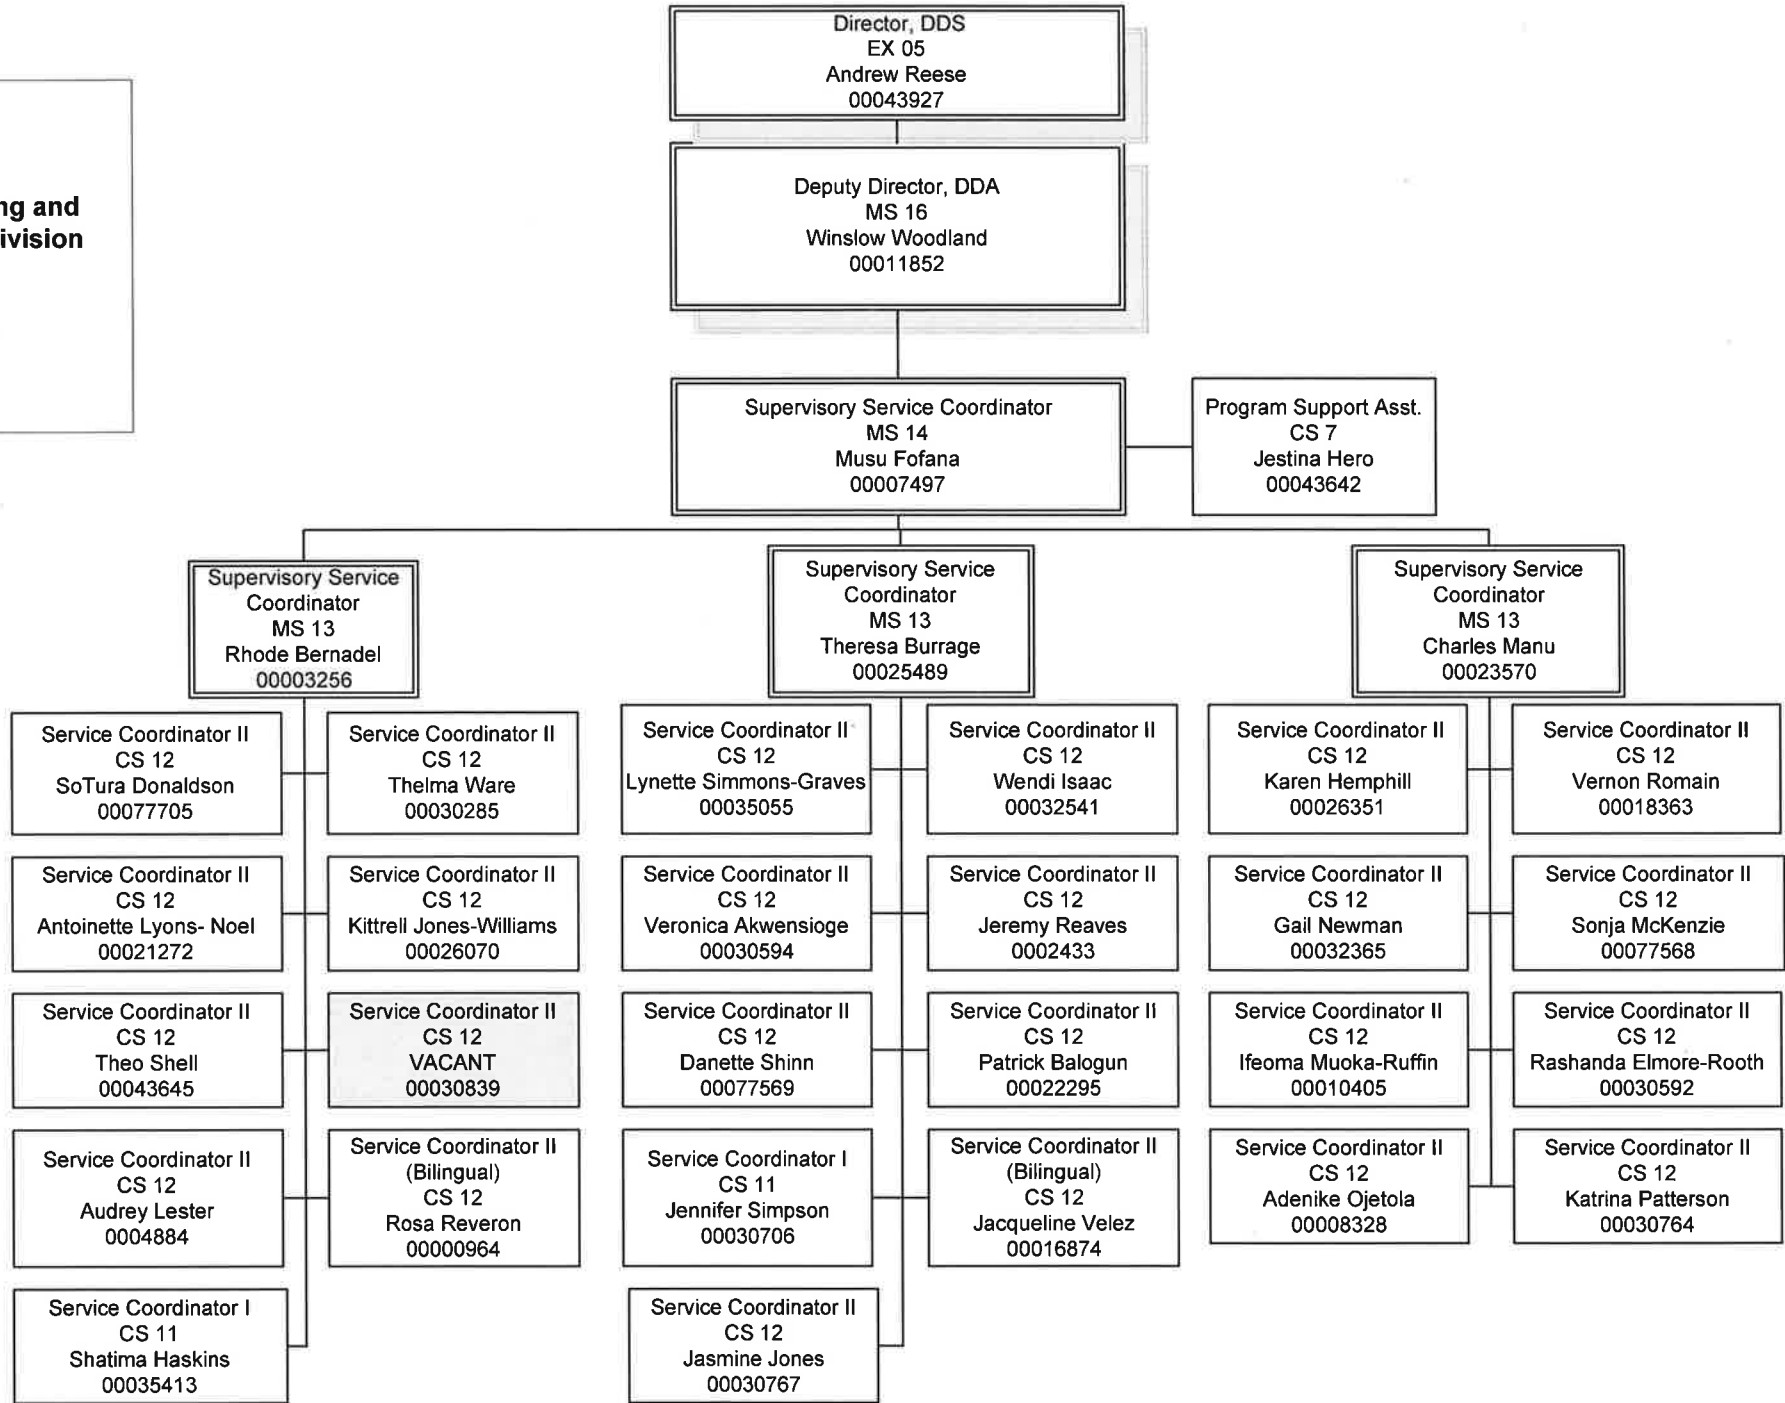 ng and
ivision
Director, DDS
EX 05
Andrew Reese
00043927
Deputy Director, DDA
MS 16
Winslow Woodland
00011852
Supervisory Service Coordinator
MS 14
Musu Fofana
00007497
Program Support Asst.
CS 7
Jestina Hero
00043642
Supervisory Service
Coordinator
MS 13
Rhode Bernadel
00003256
Supervisory Service
Coordinator
MS 13
Theresa Burrage
00025489
Supervisory Service
Coordinator
MS 13
Charles Manu
00023570
Service Coordinator II
CS 12
SoTura Donaldson
00077705
Service Coordinator II
CS 12
Thelma Ware
00030285
Service Coordinator II
CS 12
Lynette Simmons-Graves
00035055
Service Coordinator II
CS 12
Wendi Isaac
00032541
Service Coordinator II
CS 12
Karen Hemphill
00026351
Service Coordinator II
CS 12
Vernon Romain
00018363
Service Coordinator II
CS 12
Antoinette Lyons- Noel
00021272
Service Coordinator II
CS 12
Kittrell Jones-Williams
00026070
Service Coordinator II
CS 12
Veronica Akwensioge
00030594
Service Coordinator II
CS 12
Jeremy Reaves
0002433
Service Coordinator II
CS 12
Gail Newman
00032365
Service Coordinator II
CS 12
Sonja McKenzie
00077568
Service Coordinator II
CS 12
Theo Shell
00043645
Service Coordinator II
CS 12
VACANT
00030839
Service Coordinator II
CS 12
Danette Shinn
00077569
Service Coordinator II
CS 12
Patrick Balogun
00022295
Service Coordinator II
CS 12
Ifeoma Muoka-Ruffin
00010405
Service Coordinator II
CS 12
Rashanda Elmore-Rooth
00030592
Service Coordinator II
CS 12
Audrey Lester
0004884
Service Coordinator II
(Bilingual)
CS 12
Rosa Reveron
00000964
Service Coordinator I
CS 11
Jennifer Simpson
00030706
Service Coordinator II
(Bilingual)
CS 12
Jacqueline Velez
00016874
Service Coordinator II
CS 12
Adenike Ojetola
00008328
Service Coordinator II
CS 12
Katrina Patterson
00030764
Service Coordinator I
CS 11
Shatima Haskins
00035413
Service Coordinator II
CS 12
Jasmine Jones
00030767